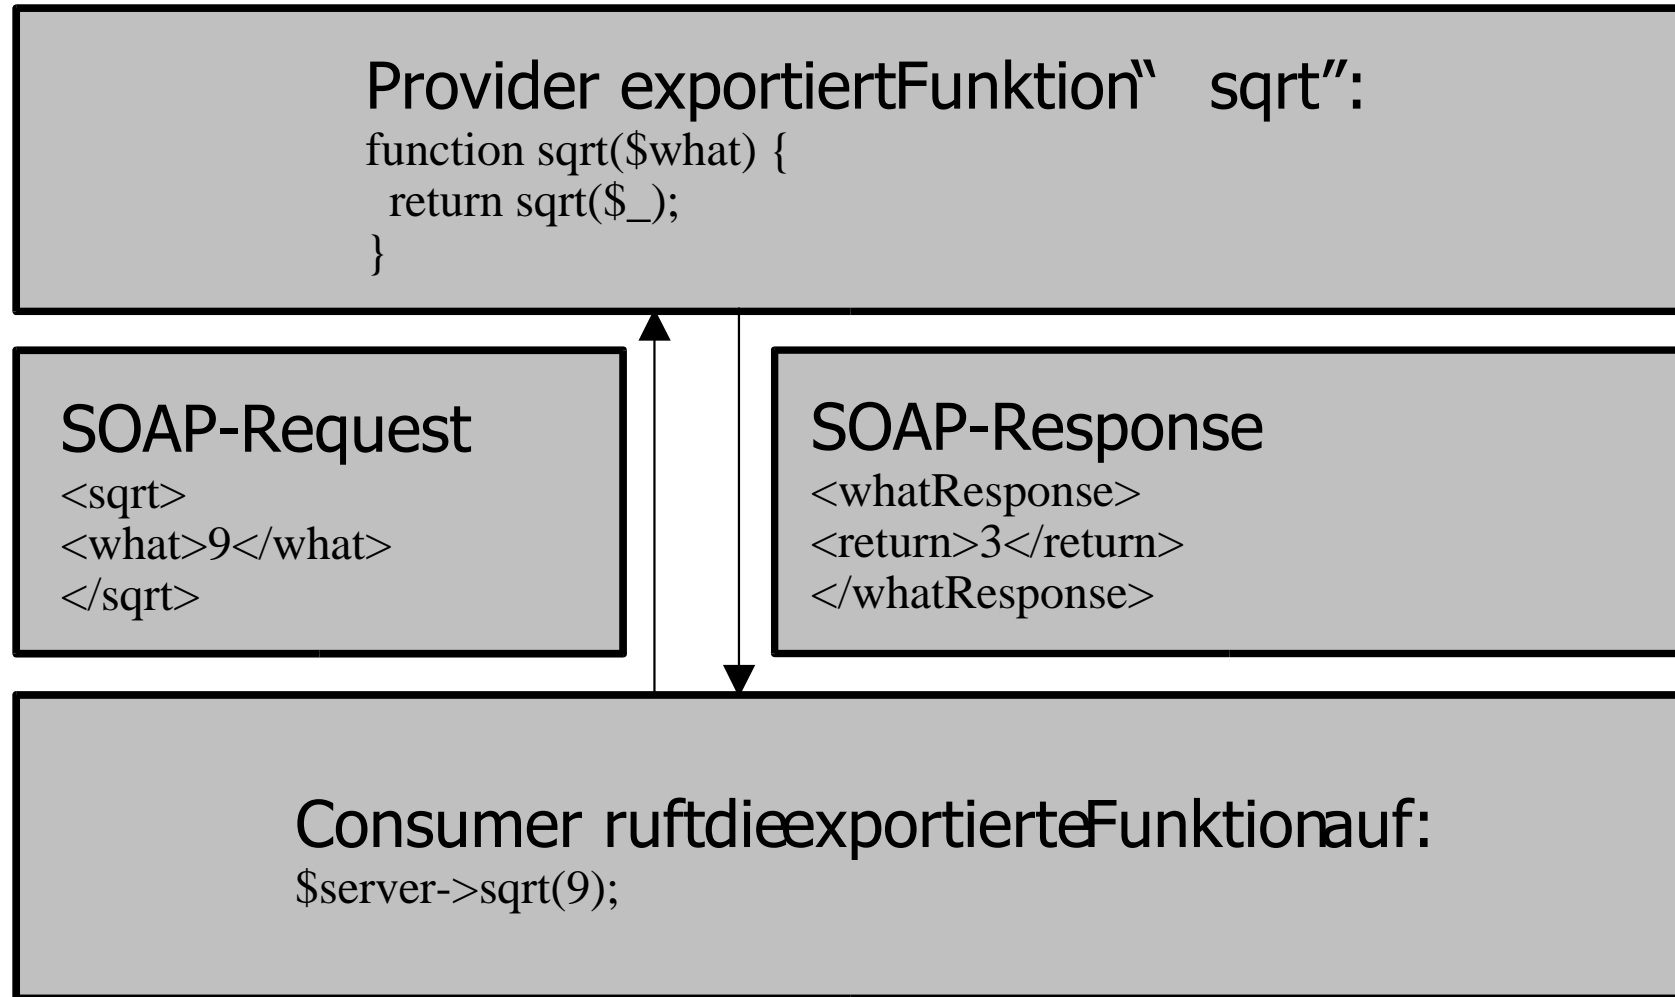 Provider exportiertFunktion“ sqrt”:
function sqrt($what) {
return sqrt($_);
}
SOAP-Request
<sqrt>
<what>9</what>
</sqrt>
SOAP-Response
<whatResponse>
<return>3</return>
</whatResponse>
Consumer ruftdieexportierteFunktionauf:
$server->sqrt(9);